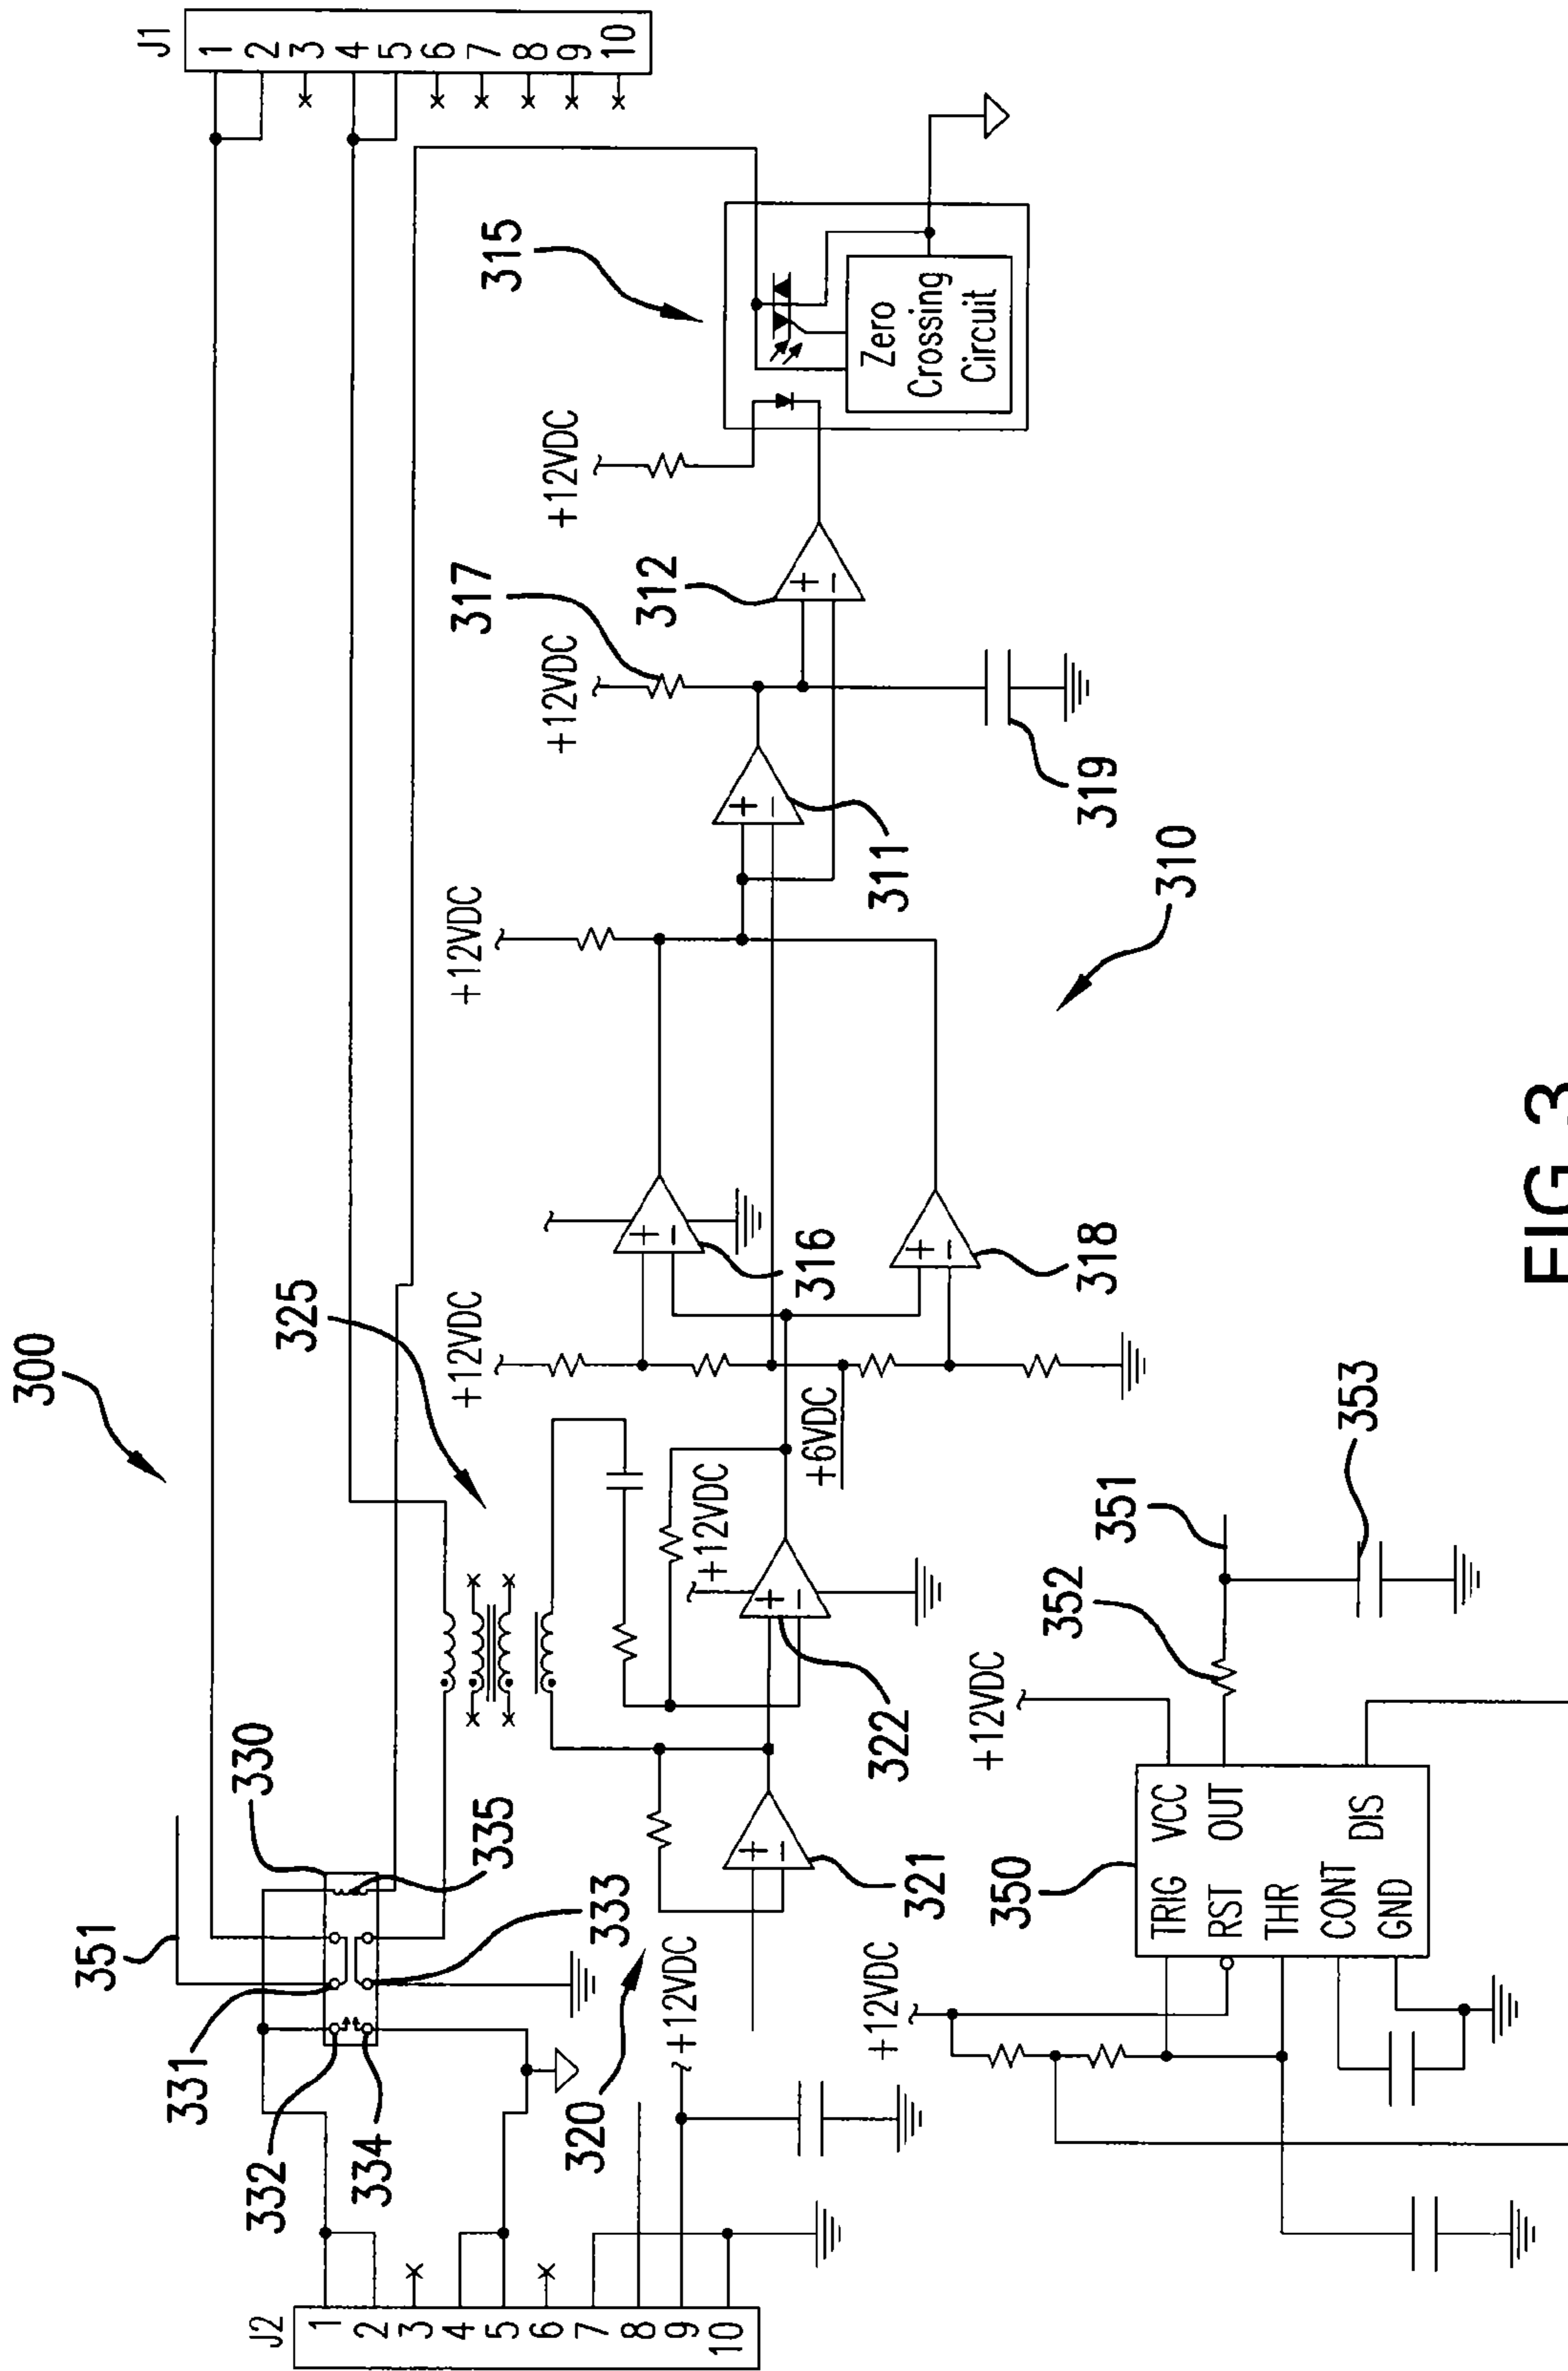 300
J1
1
2
3
4
5
6
7
8
9
10
351
330
325
331
332
334
335
333
315
Zero
Crossing
Circuit
+12VDC
317
+12VDC
312
+
−
+12VDC
+
−
311
319
310
+12VDC
+
−
316
+
−
318
+6VDC
+12VDC
+
−
322
+
−
321
320
+12VDC
J2
1
2
3
4
5
6
7
8
9
10
+12VDC
350
+12VDC
TRIG VCC
RST OUT
THR
CONT DIS
GND
352
351
353
FIG.3